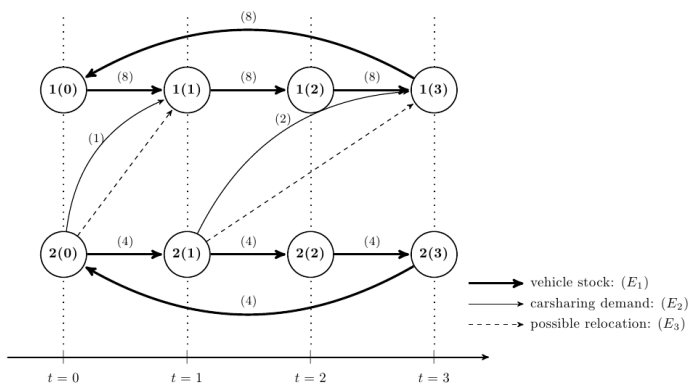 (8)
1(0) (8) 1(1) (8) 1(2) (8) 1(3)
(2)
(1)
2(0) (4) 2(1) (4) 2(2) (4) 2(3)
(4)
vehicle stock: (E₁)
carsharing demand: (E₂)
possible relocation: (E₃)
t = 0 t = 1 t = 2 t = 3